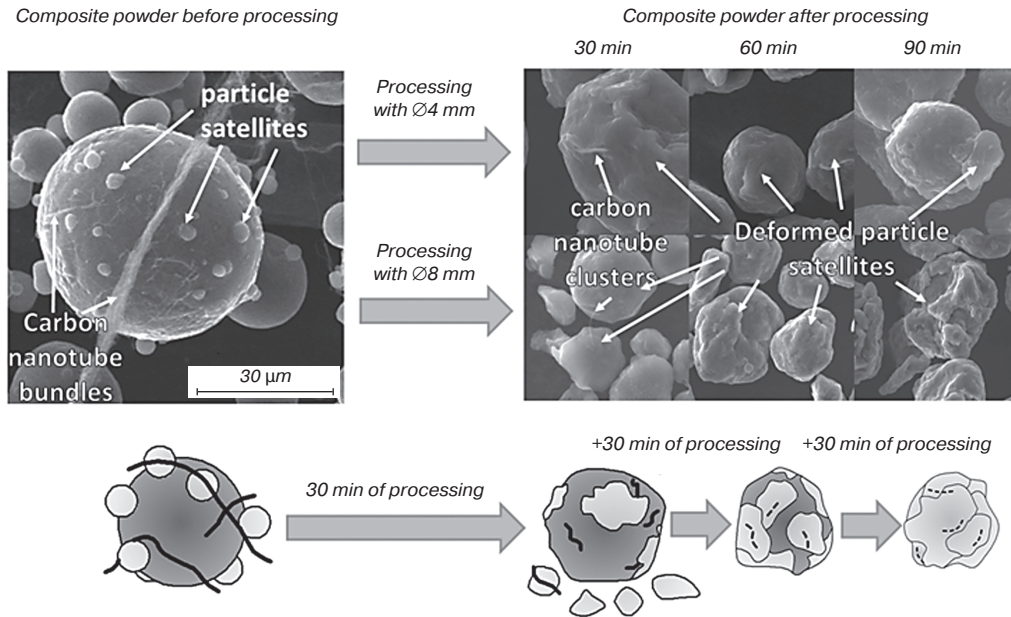 Composite powder before processing
Composite powder after processing
30 min
60 min
90 min
particle
satellites
Carbon
nanotube
bundles
30 μm
Processing
with Ø4 mm
Processing
with Ø8 mm
carbon
nanotube
clusters
Deformed particle
satellites
30 min of processing
+30 min of processing
+30 min of processing